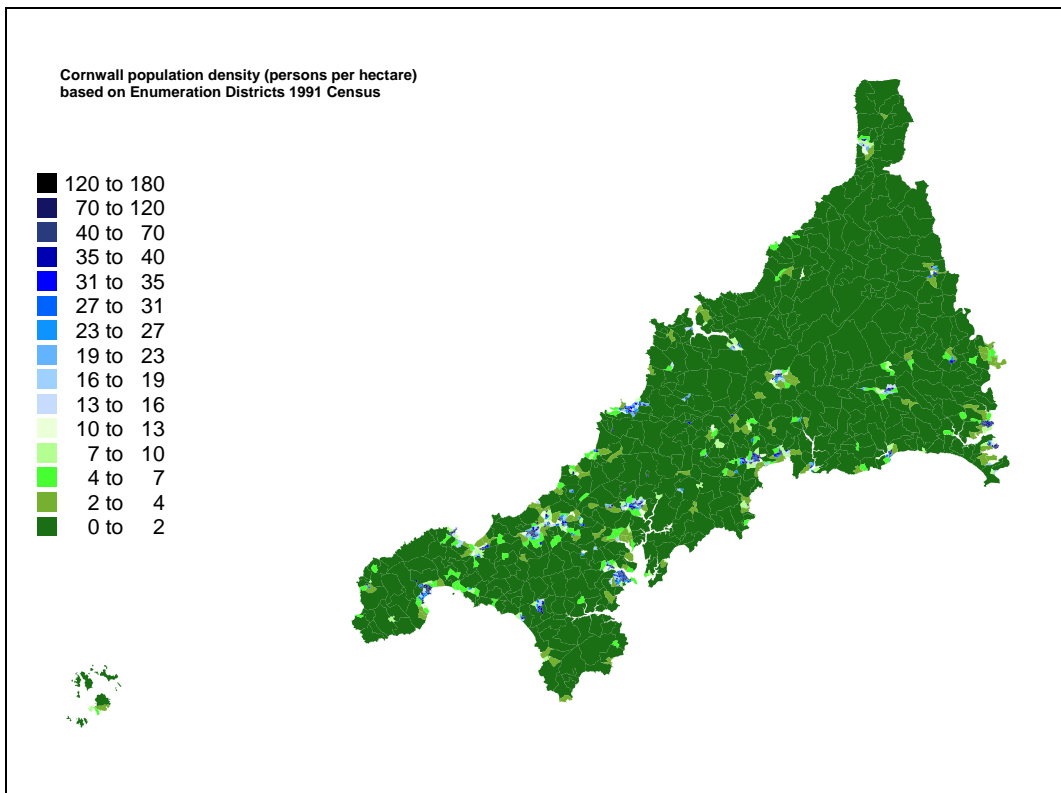 Cornwall population density (persons per hectare)
based on Enumeration Districts 1991 Census
120 to 180
70 to 120
40 to 70
35 to 40
31 to 35
27 to 31
23 to 27
19 to 23
16 to 19
13 to 16
10 to 13
7 to 10
4 to 7
2 to 4
0 to 2